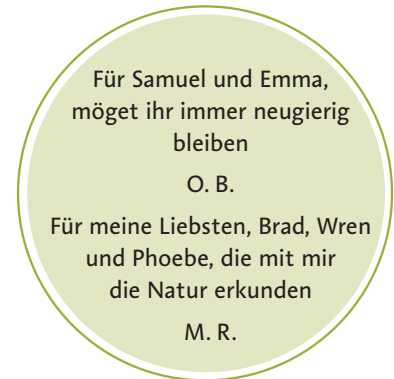 Für Samuel und Emma,
möget ihr immer neugierig
bleiben
O. B.
Für meine Liebsten, Brad, Wren
und Phoebe, die mit mir
die Natur erkunden
M. R.